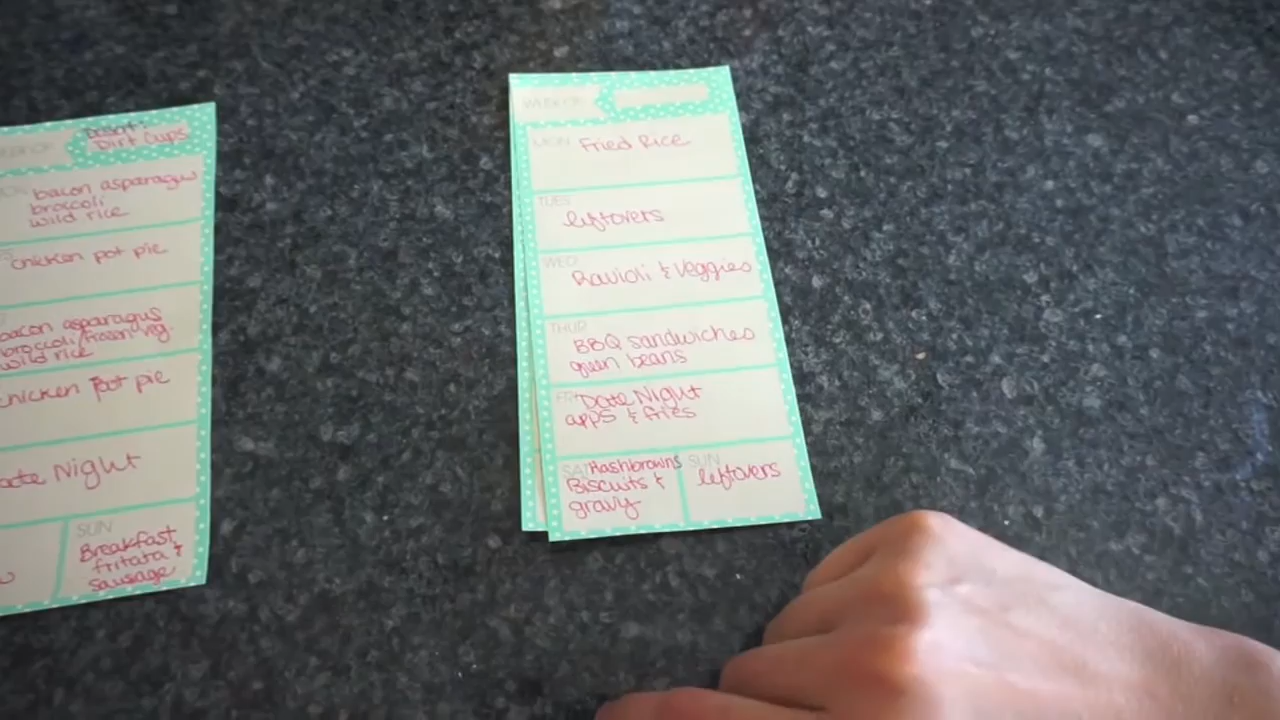 Dirt Cups
bacon asparagus
broccoli
wild rice
chicken pot pie
bacon asparagus
broccoli/frozen veg.
wild rice
chicken pot pie
Date Night
SUN
Breakfast
fritata &
sausage
WEEK OF
MON
Fried Rice
TUES
leftovers
WED
Ravioli & Veggies
THUR
BBQ sandwiches
green beans
FRI
Date Night
apps & fries
SAT
Hashbrowns
Biscuits &
gravy
SUN
leftovers